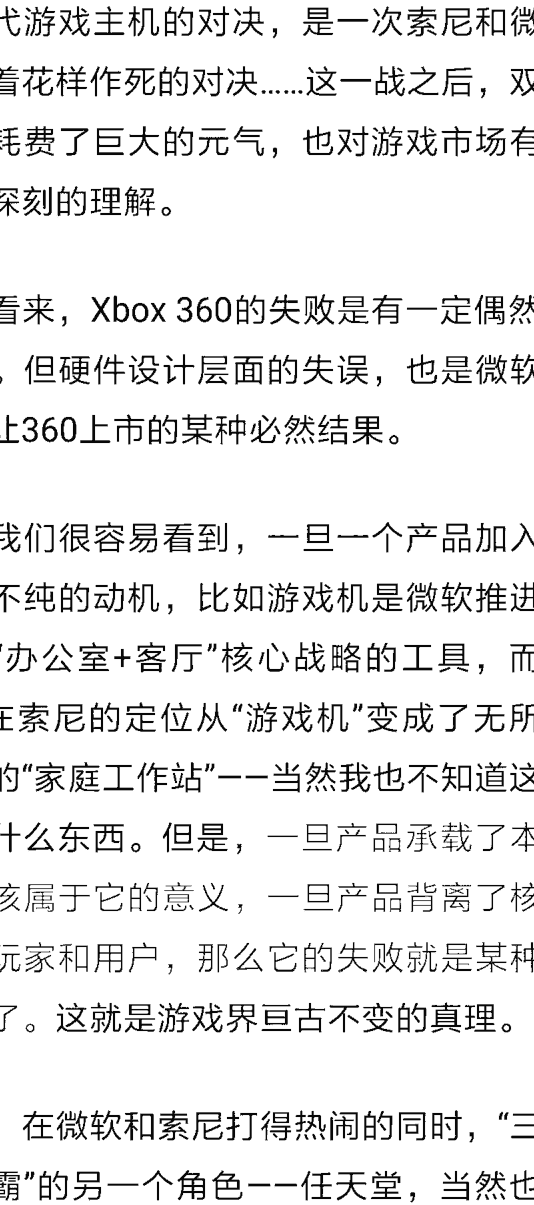 代游戏主机的对决，是一次索尼和微
着花样作死的对决……这一战之后，双
耗费了巨大的元气，也对游戏市场有
深刻的理解。
看来，Xbox 360的失败是有一定偶然
，但硬件设计层面的失误，也是微软
让360上市的某种必然结果。
我们很容易看到，一旦一个产品加入
不纯的动机，比如游戏机是微软推进
“办公室+客厅”核心战略的工具，而
在索尼的定位从“游戏机”变成了无所
的“家庭工作站”——当然我也不知道这
什么东西。但是，一旦产品承载了本
该属于它的意义，一旦产品背离了核
玩家和用户，那么它的失败就是某种
了。这就是游戏界亘古不变的真理。
在微软和索尼打得热闹的同时，“三
霸”的另一个角色——任天堂，当然也